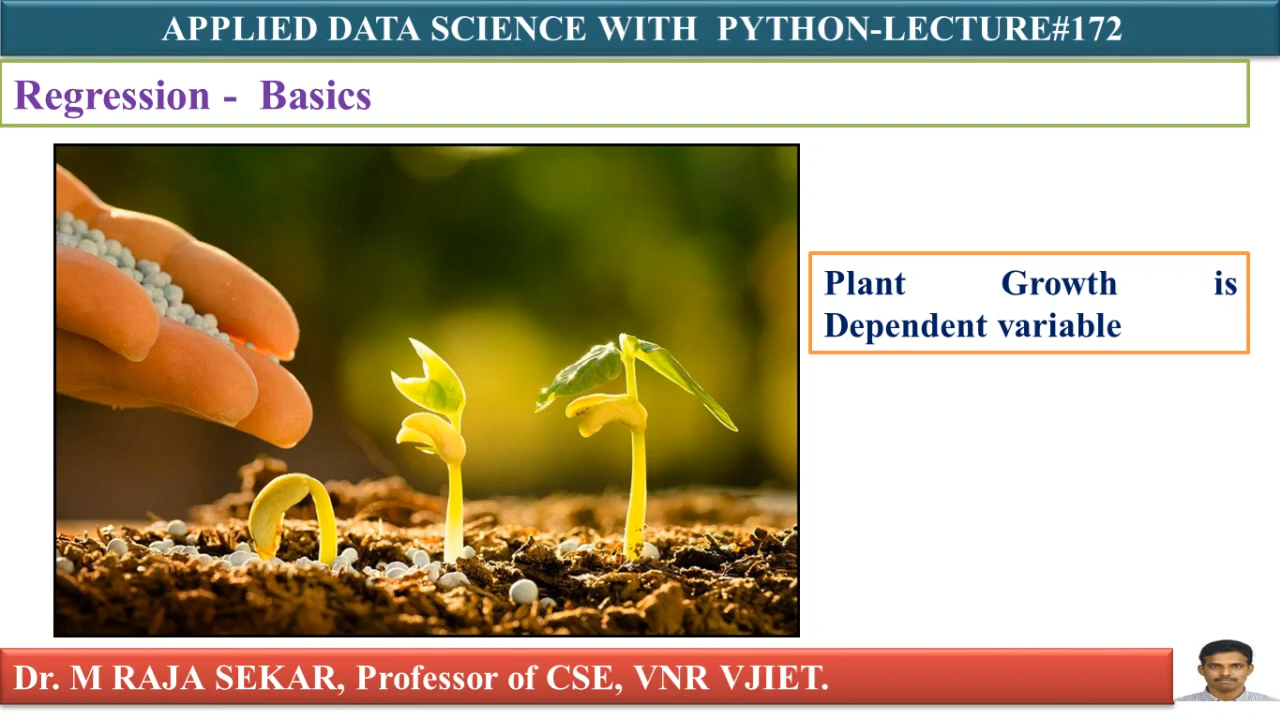 APPLIED DATA SCIENCE WITH PYTHON-LECTURE#172
Regression - Basics
Plant Growth is
Dependent variable
Dr. M RAJA SEKAR, Professor of CSE, VNR VJIET.